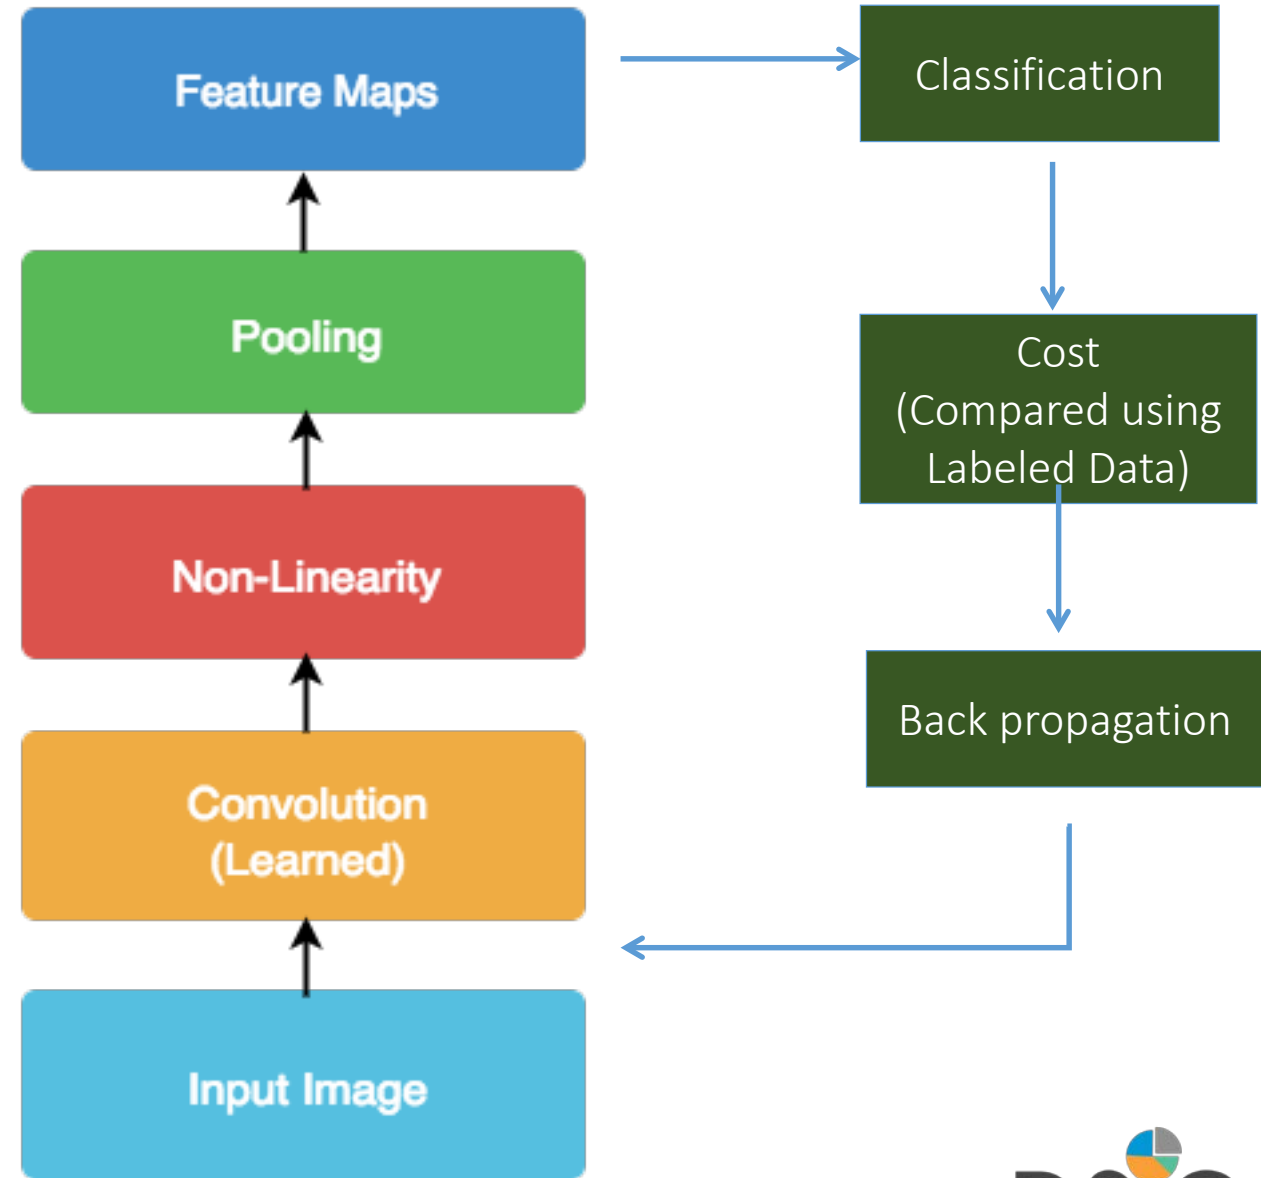 Feature Maps
Pooling
Non-Linearity
Convolution
(Learned)
Input Image
Classification
Cost
(Compared using
Labeled Data)
Back propagation